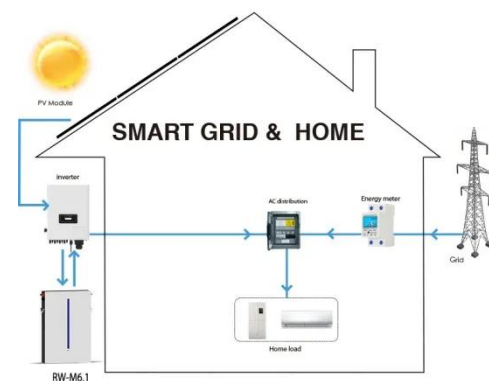 PV Module
SMART GRID & HOME
Inverter
AC distribution
Energy meter
Grid
Home load
RW-M6.1